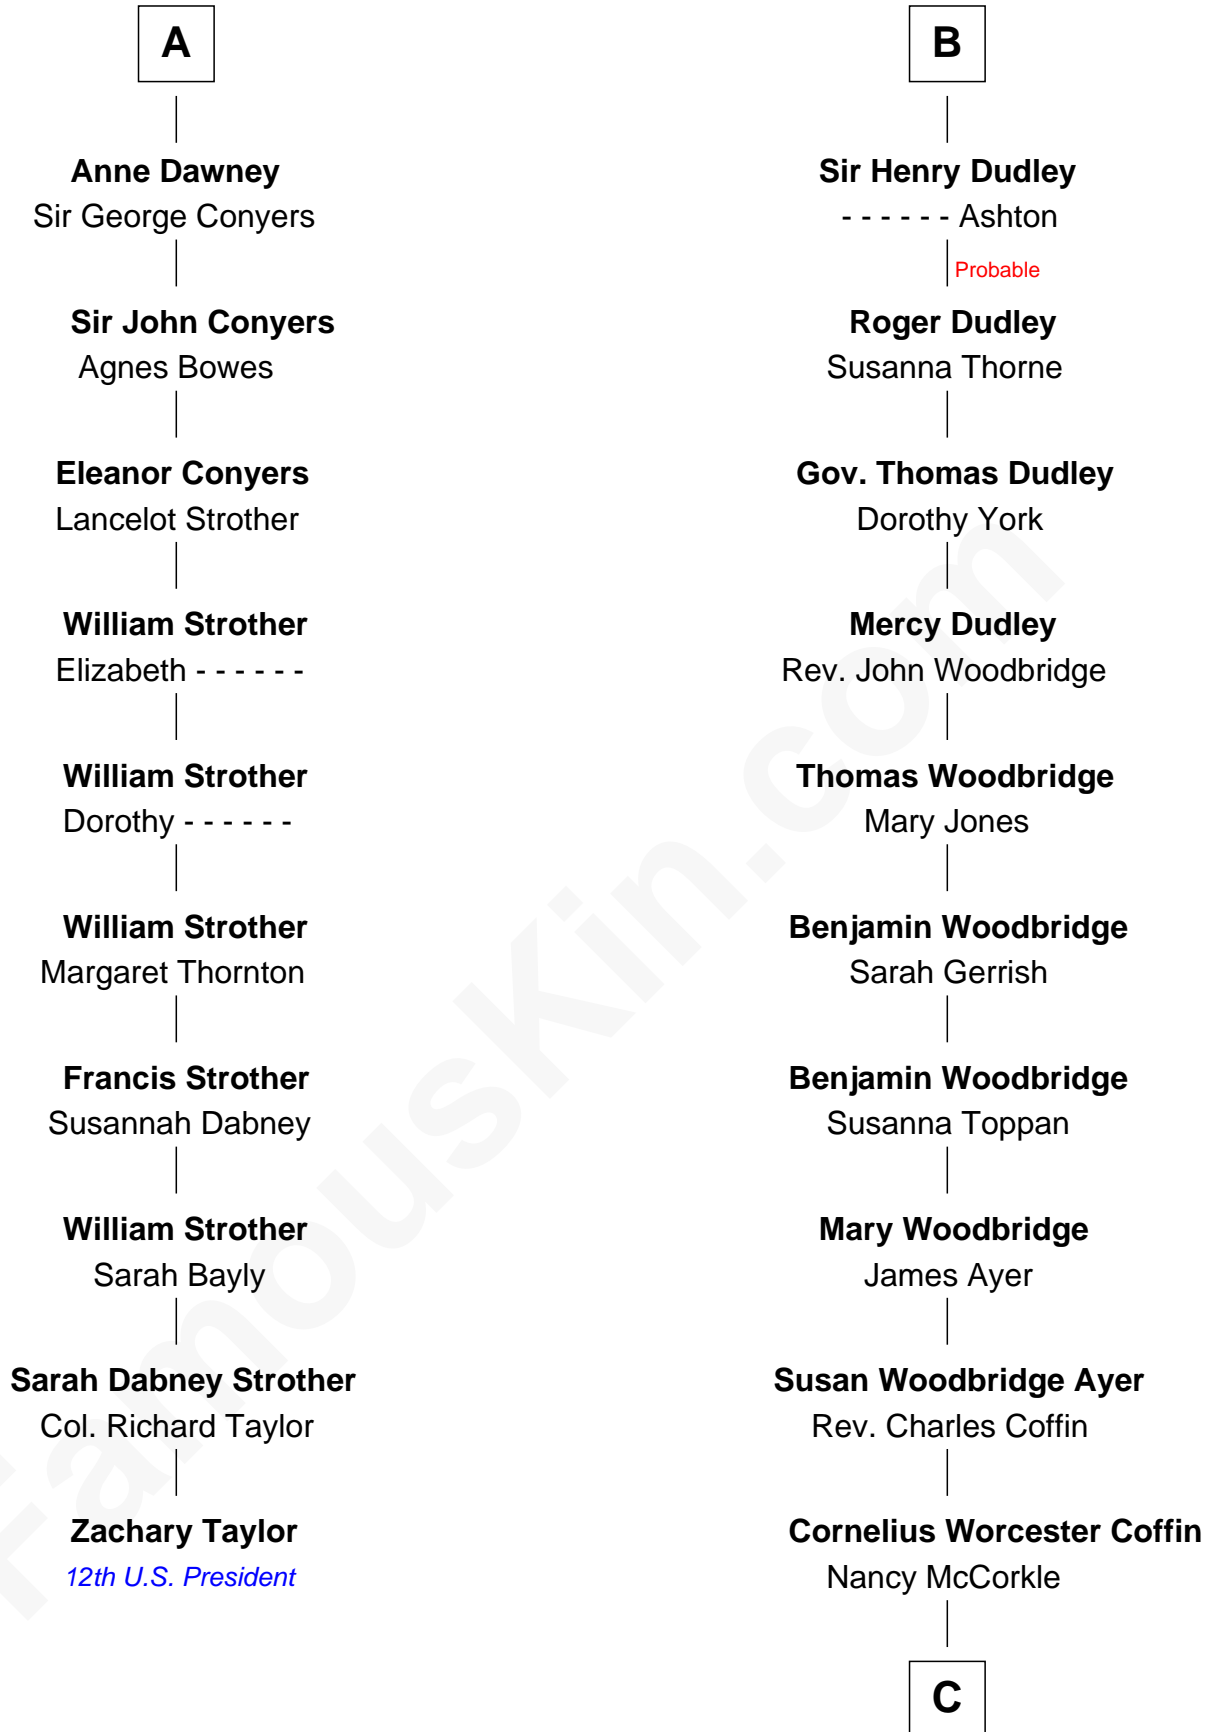 A
Anne Dawney
Sir George Conyers
Sir John Conyers
Agnes Bowes
Eleanor Conyers
Lancelot Strother
William Strother
Elizabeth - - - - - -
William Strother
Dorothy - - - - - -
William Strother
Margaret Thornton
Francis Strother
Susannah Dabney
William Strother
Sarah Bayly
Sarah Dabney Strother
Col. Richard Taylor
Zachary Taylor
12th U.S. President
B
Sir Henry Dudley
- - - - - - Ashton
Probable
Roger Dudley
Susanna Thorne
Gov. Thomas Dudley
Dorothy York
Mercy Dudley
Rev. John Woodbridge
Thomas Woodbridge
Mary Jones
Benjamin Woodbridge
Sarah Gerrish
Benjamin Woodbridge
Susanna Toppan
Mary Woodbridge
James Ayer
Susan Woodbridge Ayer
Rev. Charles Coffin
Cornelius Worcester Coffin
Nancy McCorkle
C
FamousKin.com